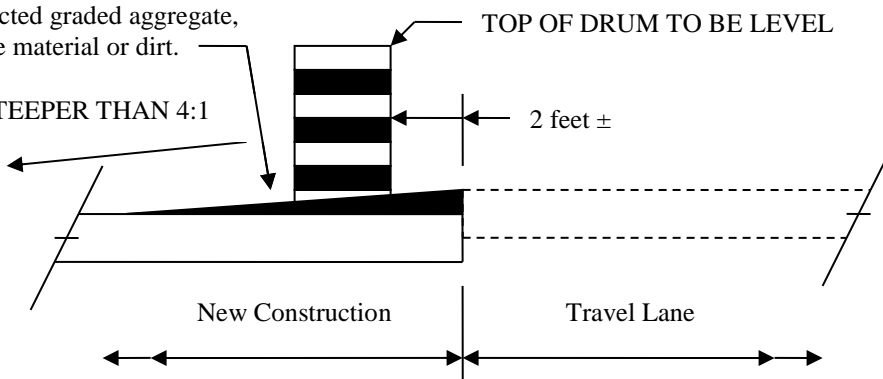 cted graded aggregate,
material or dirt.
TOP OF DRUM TO BE LEVEL
TEEPER THAN 4:1
2 feet ±
New Construction
Travel Lane